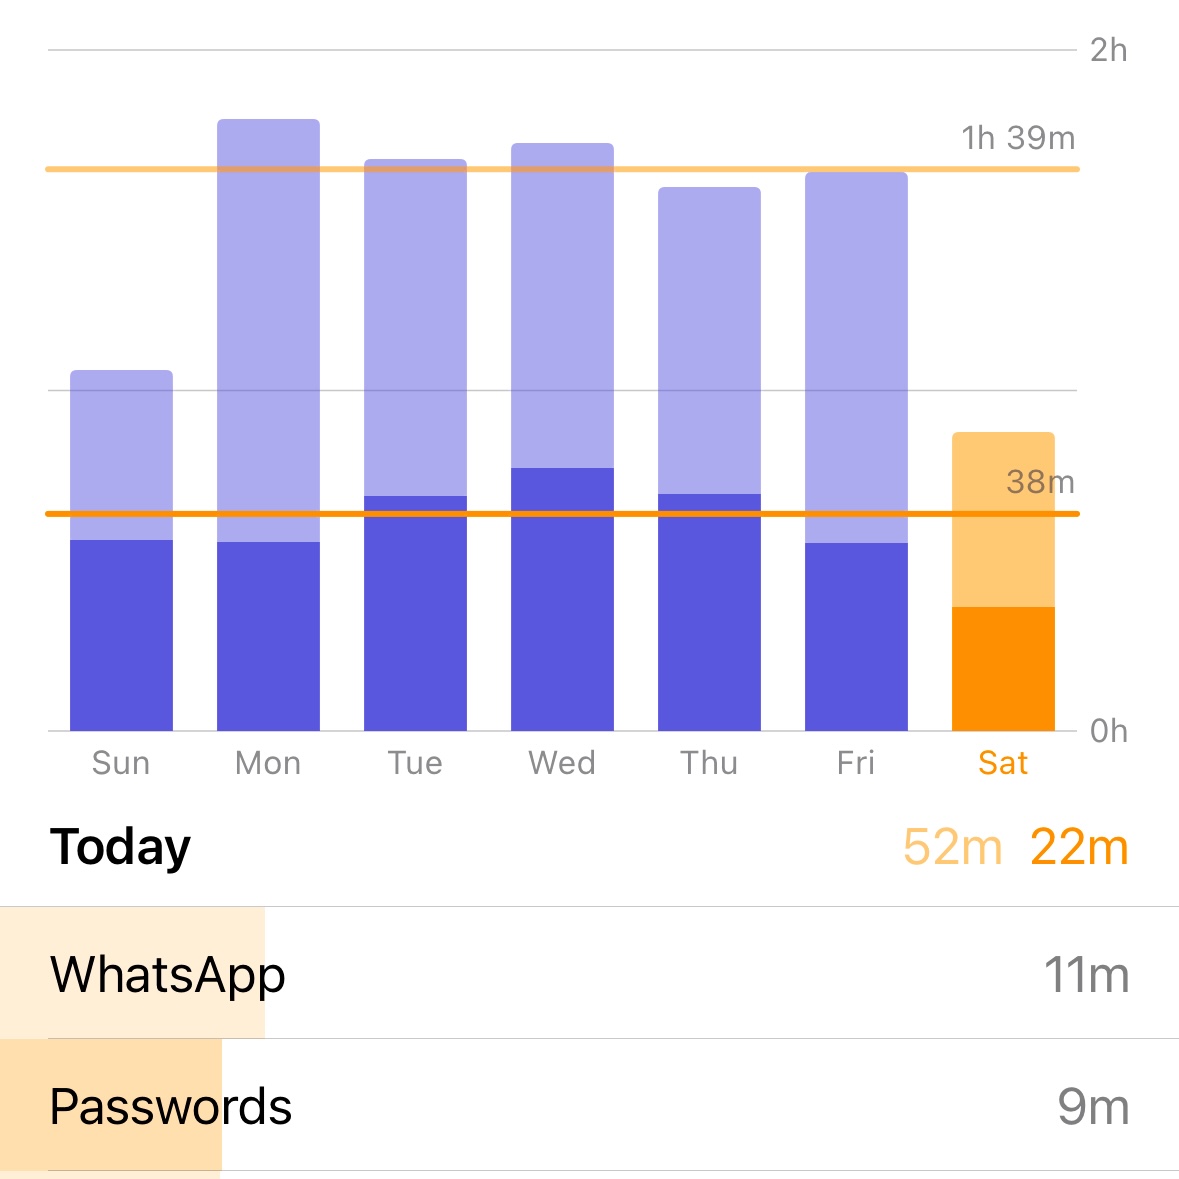 2h
1h 39m
38m
0h
Sun Mon Tue Wed Thu Fri Sat
Today 52m 22m
WhatsApp 11m
Passwords 9m